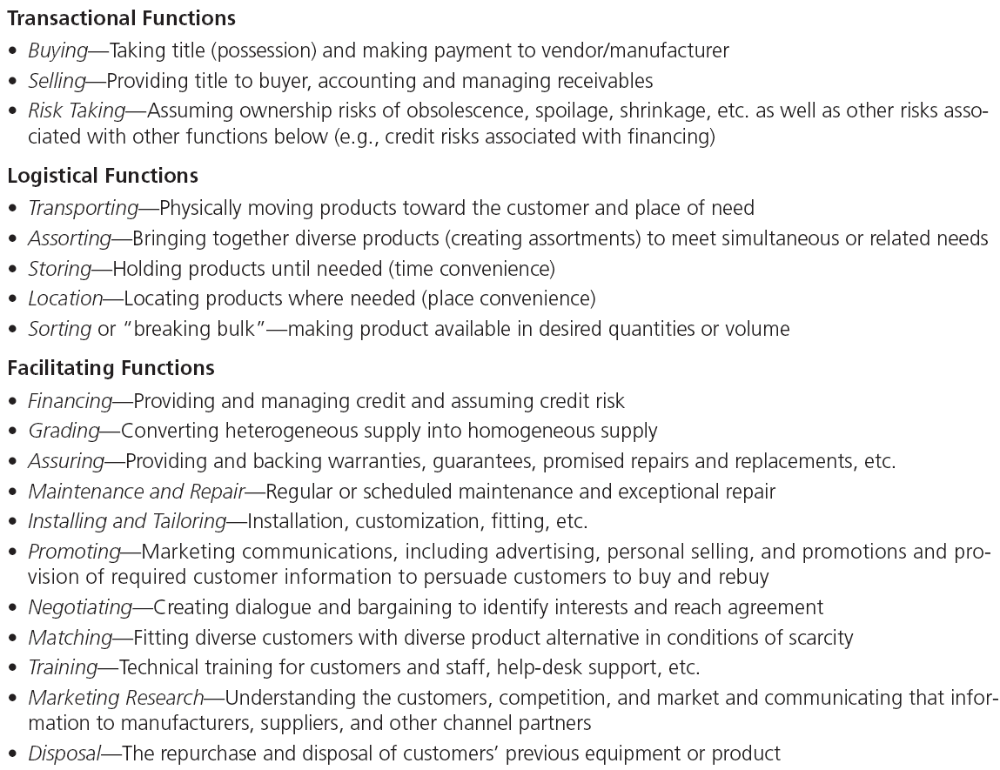 Transactional Functions
• Buying—Taking title (possession) and making payment to vendor/manufacturer
• Selling—Providing title to buyer, accounting and managing receivables
• Risk Taking—Assuming ownership risks of obsolescence, spoilage, shrinkage, etc. as well as other risks asso-
ciated with other functions below (e.g., credit risks associated with financing)
Logistical Functions
• Transporting—Physically moving products toward the customer and place of need
• Assorting—Bringing together diverse products (creating assortments) to meet simultaneous or related needs
• Storing—Holding products until needed (time convenience)
• Location—Locating products where needed (place convenience)
• Sorting or “breaking bulk”—making product available in desired quantities or volume
Facilitating Functions
• Financing—Providing and managing credit and assuming credit risk
• Grading—Converting heterogeneous supply into homogeneous supply
• Assuring—Providing and backing warranties, guarantees, promised repairs and replacements, etc.
• Maintenance and Repair—Regular or scheduled maintenance and exceptional repair
• Installing and Tailoring—Installation, customization, fitting, etc.
• Promoting—Marketing communications, including advertising, personal selling, and promotions and pro-
vision of required customer information to persuade customers to buy and rebuy
• Negotiating—Creating dialogue and bargaining to identify interests and reach agreement
• Matching—Fitting diverse customers with diverse product alternative in conditions of scarcity
• Training—Technical training for customers and staff, help-desk support, etc.
• Marketing Research—Understanding the customers, competition, and market and communicating that infor-
mation to manufacturers, suppliers, and other channel partners
• Disposal—The repurchase and disposal of customers’ previous equipment or product